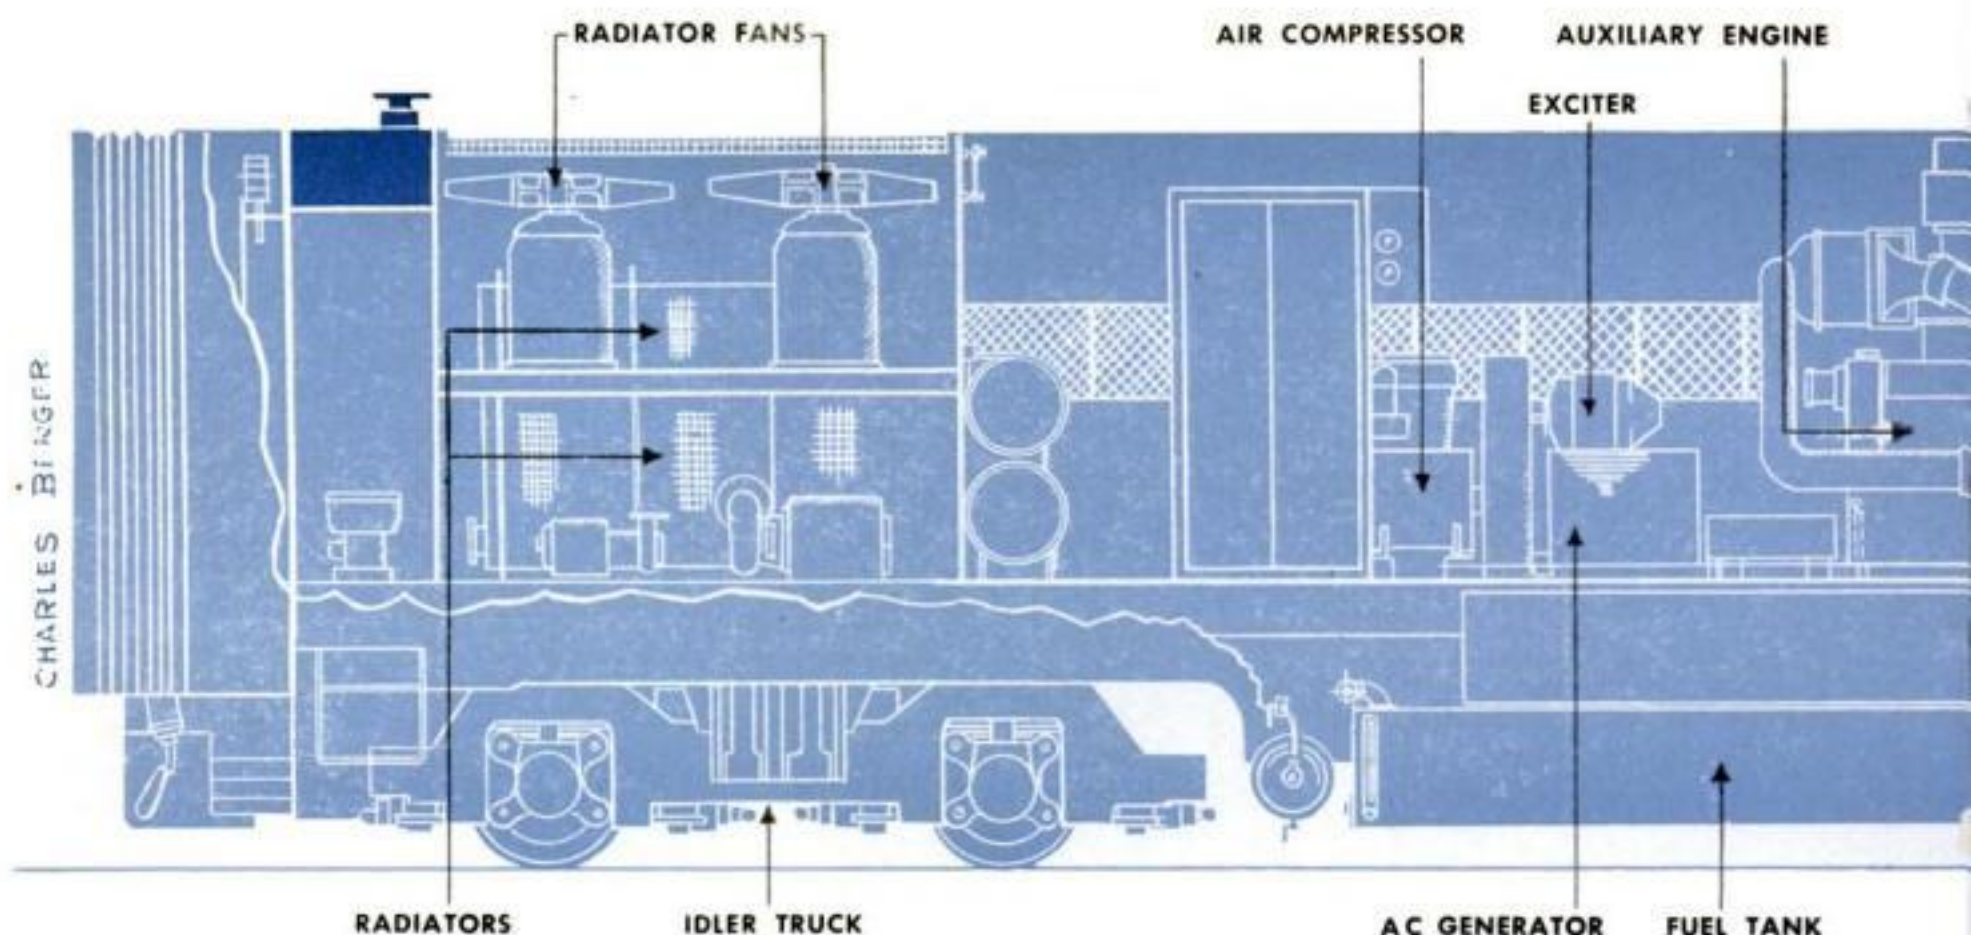 RADIATOR FANS
AIR COMPRESSOR
AUXILIARY ENGINE
EXCITER
CHARLES
RADIATORS
IDLER TRUCK
AC GENERATOR
FUEL TANK